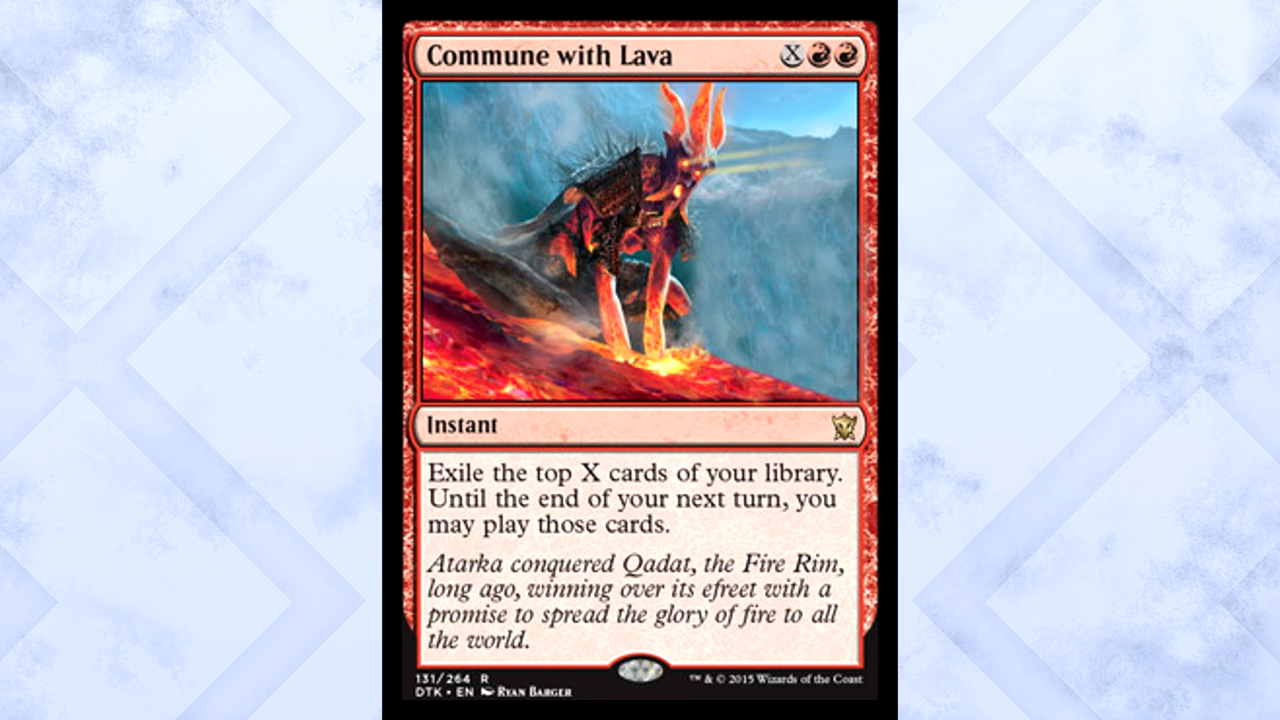 Commune with Lava X
Instant
Exile the top X cards of your library.
Until the end of your next turn, you
may play those cards.
Atarka conquered Qadat, the Fire Rim,
long ago, winning over its efreet with a
promise to spread the glory of fire to all
the world.
131/264 R
DTK • EN Ryan Barger
™ & © 2015 Wizards of the Coast